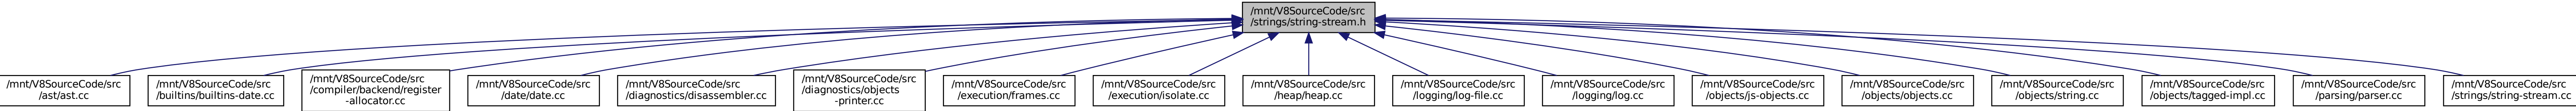 /mnt/V8SourceCode/src
/strings/string-stream.h
/mnt/V8SourceCode/src
/ast/ast.cc
/mnt/V8SourceCode/src
/builtins/builtins-date.cc
/mnt/V8SourceCode/src
/compiler/backend/register
-allocator.cc
/mnt/V8SourceCode/src
/date/date.cc
/mnt/V8SourceCode/src
/diagnostics/disassembler.cc
/mnt/V8SourceCode/src
/diagnostics/objects
-printer.cc
/mnt/V8SourceCode/src
/execution/frames.cc
/mnt/V8SourceCode/src
/execution/isolate.cc
/mnt/V8SourceCode/src
/heap/heap.cc
/mnt/V8SourceCode/src
/logging/log-file.cc
/mnt/V8SourceCode/src
/logging/log.cc
/mnt/V8SourceCode/src
/objects/js-objects.cc
/mnt/V8SourceCode/src
/objects/objects.cc
/mnt/V8SourceCode/src
/objects/string.cc
/mnt/V8SourceCode/src
/objects/tagged-impl.cc
/mnt/V8SourceCode/src
/parsing/parser.cc
/mnt/V8SourceCode/src
/strings/string-stream.cc